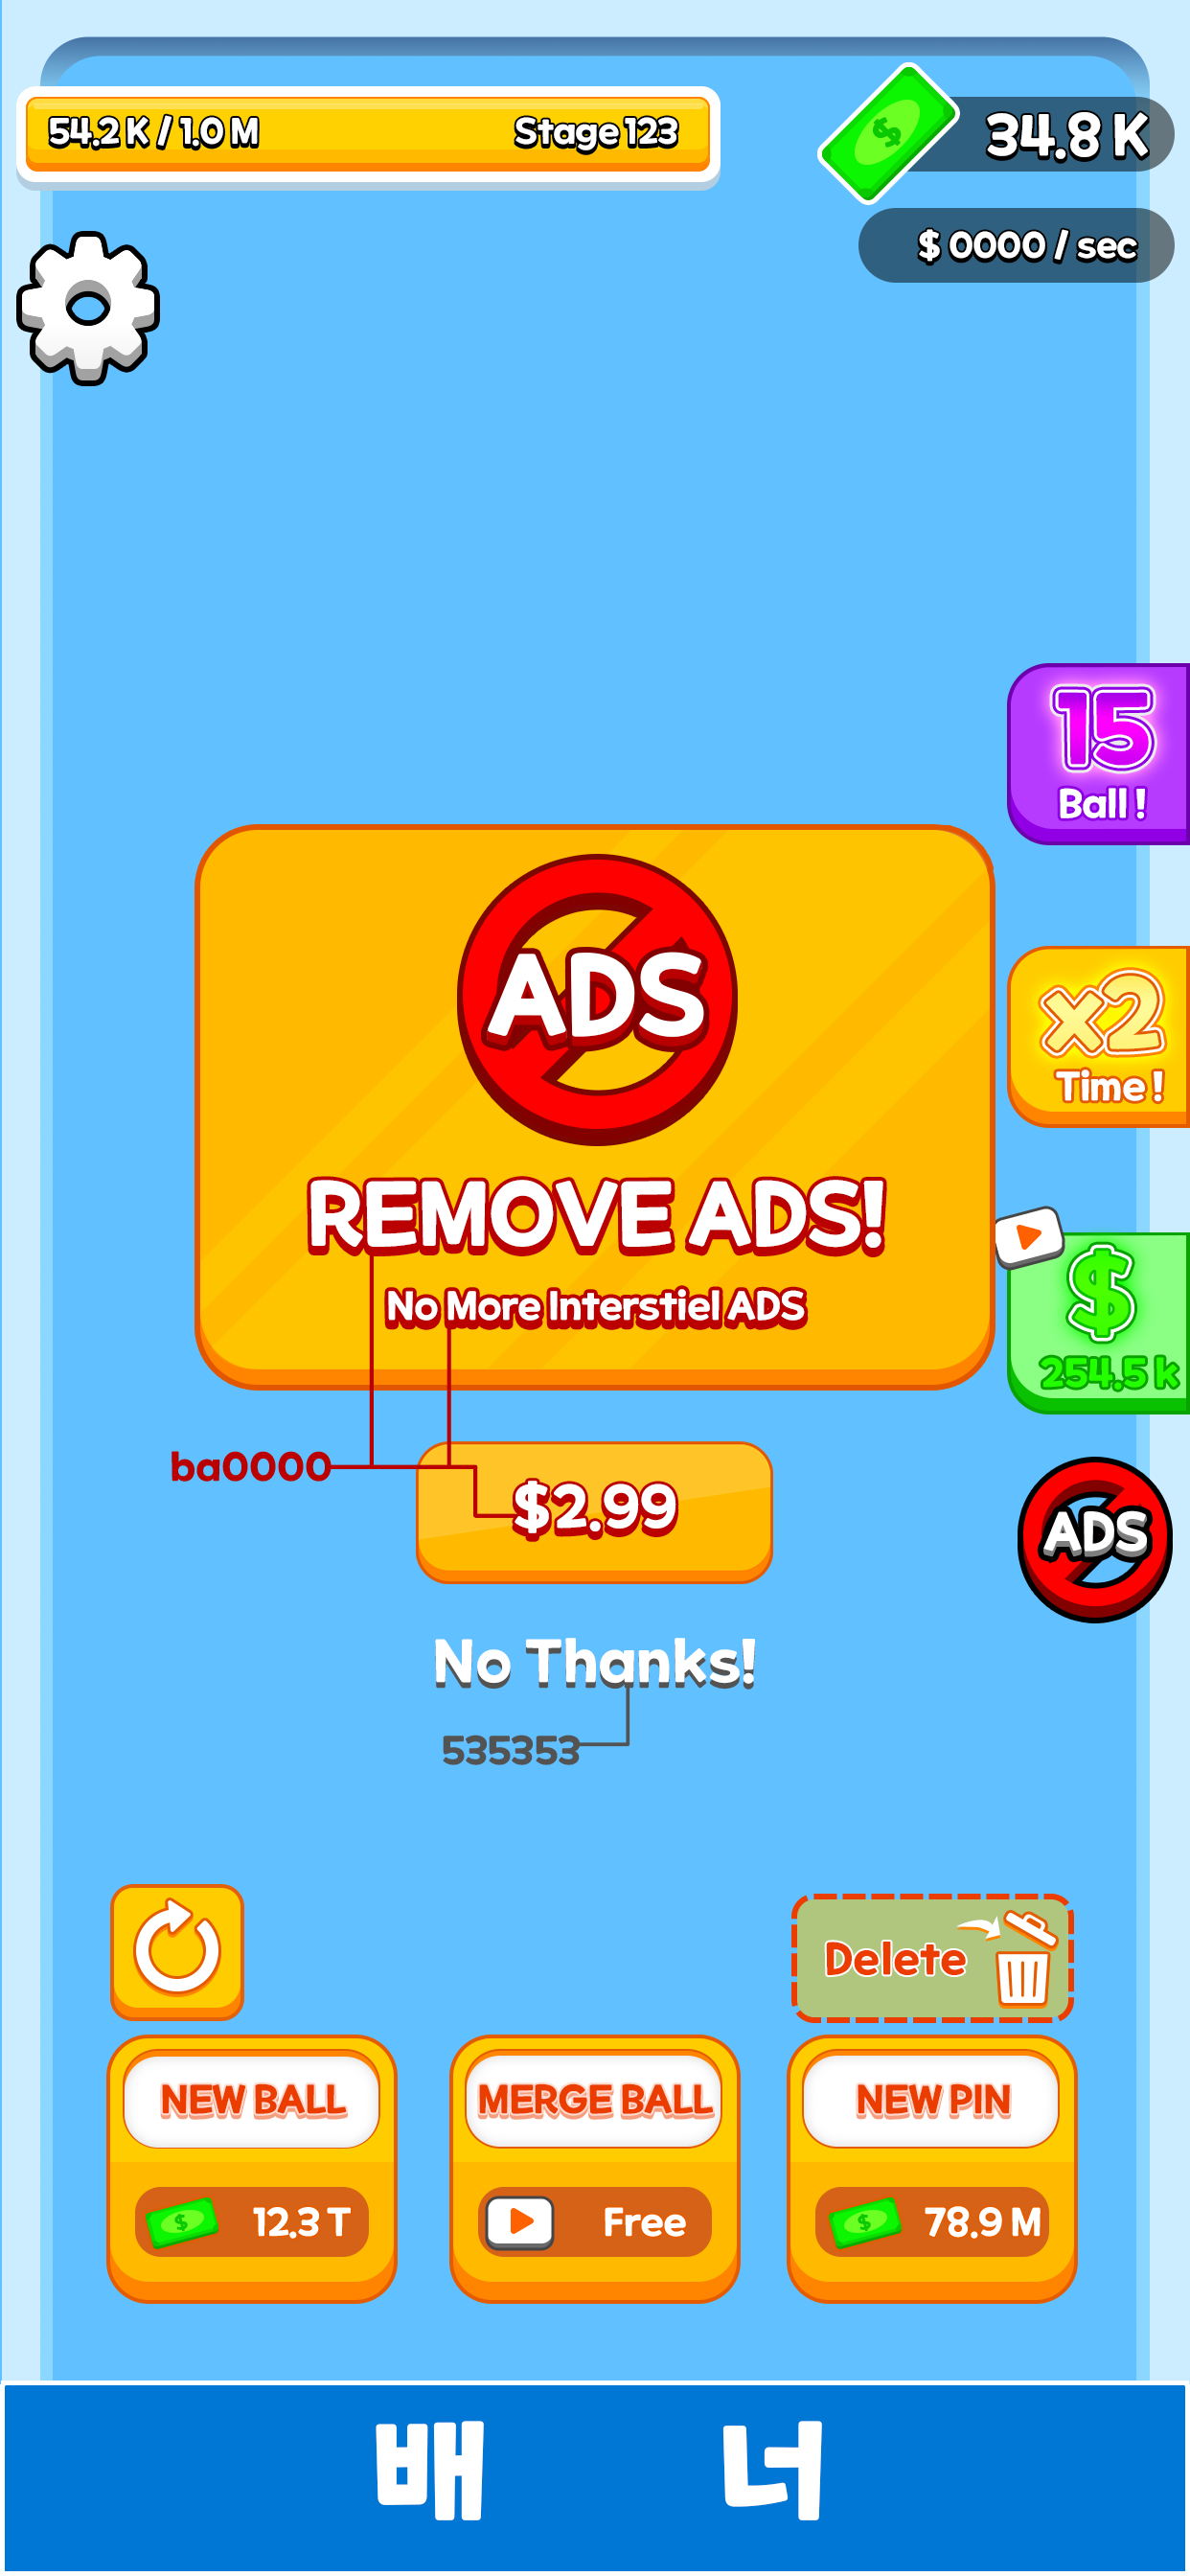 54.2 K / 1.0 M Stage 123
34.8 K
$ 0000 / sec
15
Ball !
ADS
x2
Time !
REMOVE ADS!
$
No More Interstiel ADS
254.5 k
ba0000
$2.99
ADS
No Thanks!
535353
Delete
NEW BALL
MERGE BALL
NEW PIN
$ 12.3 T
Free
$ 78.9 M
배 너